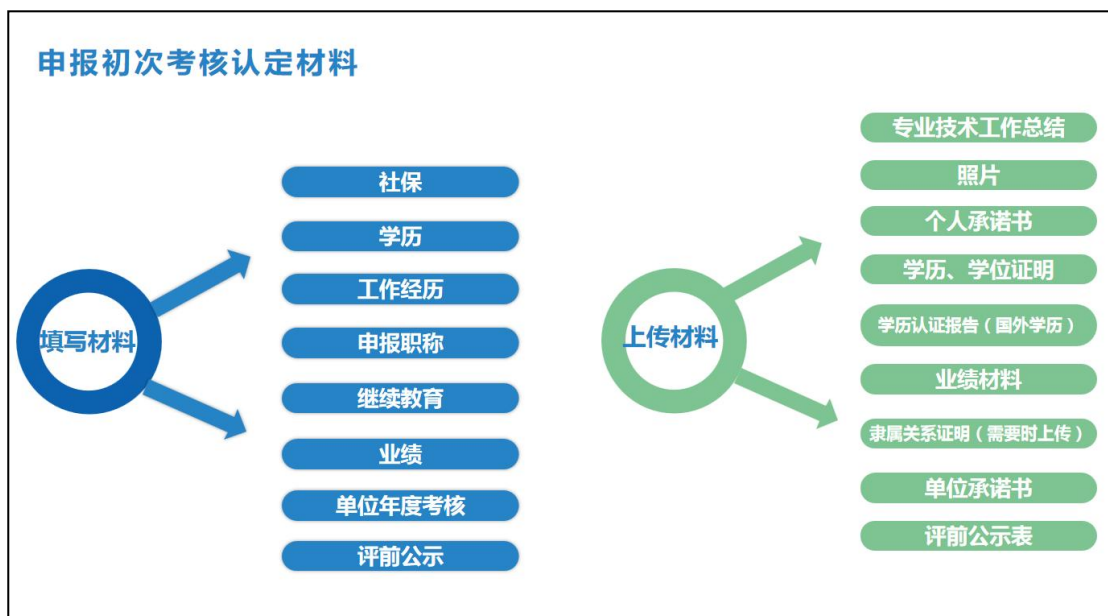 申报初次考核认定材料
填写材料
社保
学历
工作经历
申报职称
继续教育
业绩
单位年度考核
评前公示
上传材料
专业技术工作总结
照片
个人承诺书
学历、学位证明
学历认证报告（国外学历）
业绩材料
隶属关系证明（需要时上传）
单位承诺书
评前公示表